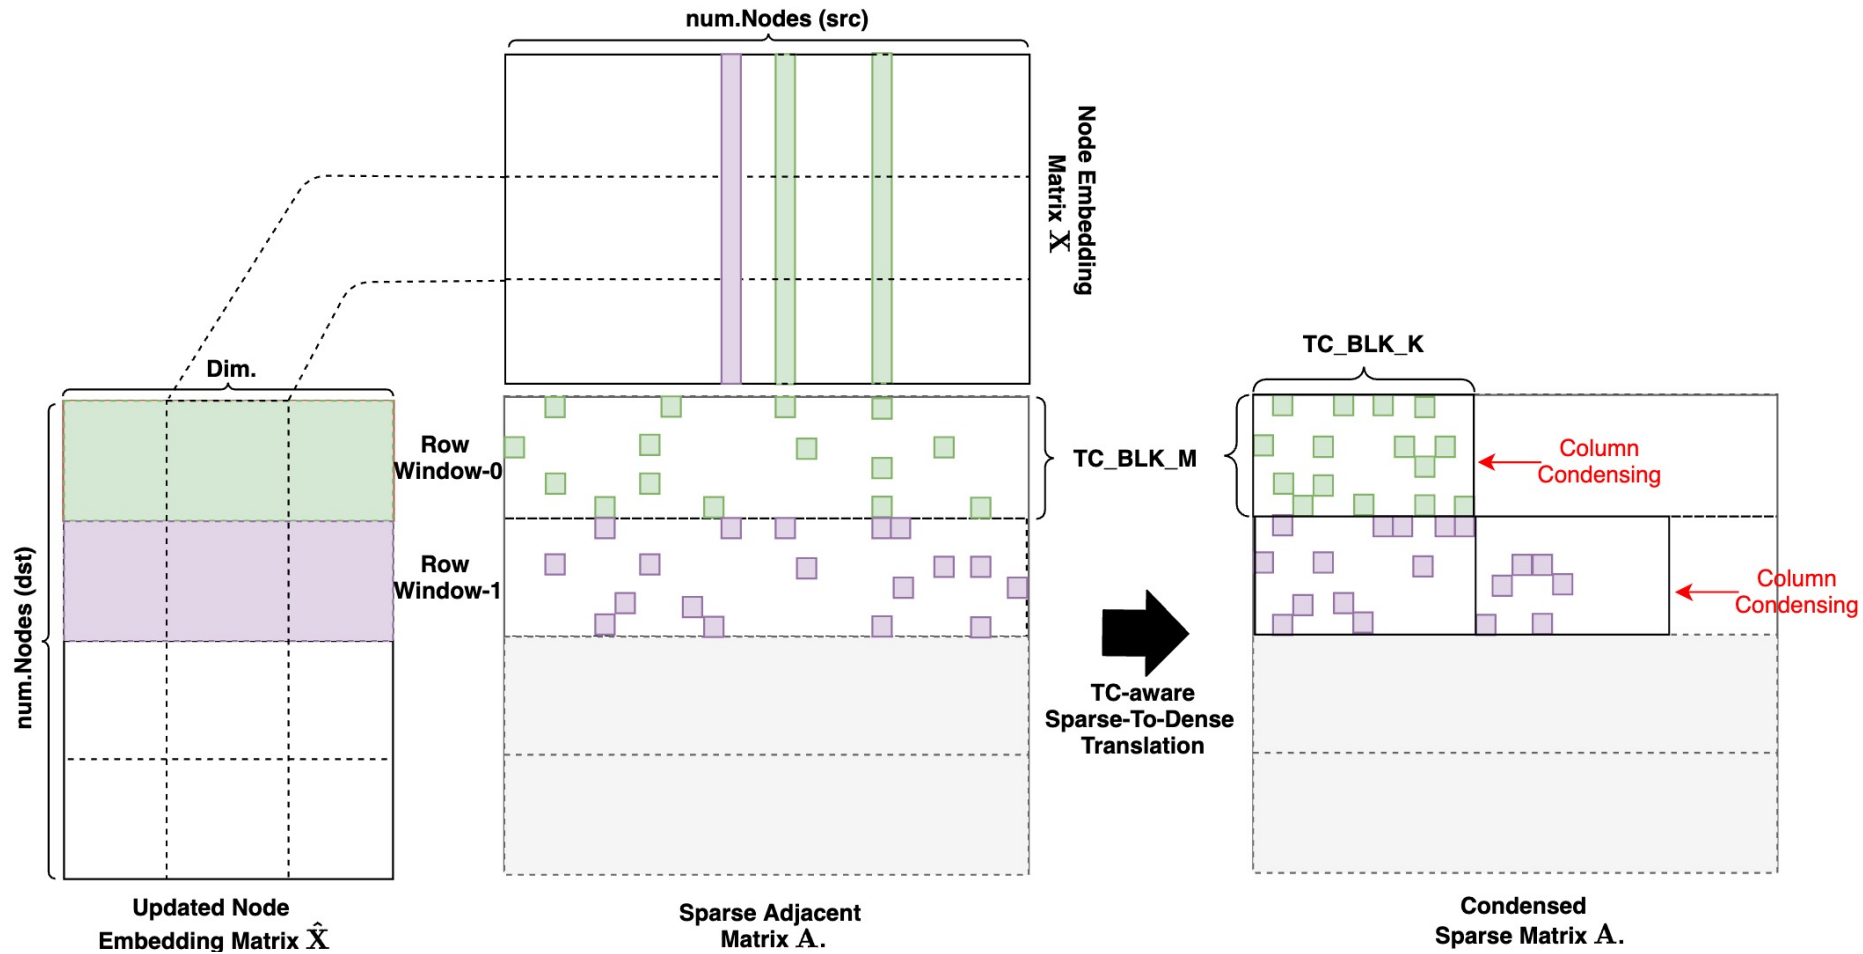 num.Nodes (src)
Node Embedding
Matrix X
Dim.
num.Nodes (dst)
Row
Window-0
Row
Window-1
TC_BLK_M
TC_BLK_K
Column
Condensing
Column
Condensing
TC-aware
Sparse-To-Dense
Translation
Updated Node
Embedding Matrix X̂
Sparse Adjacent
Matrix A.
Condensed
Sparse Matrix A.